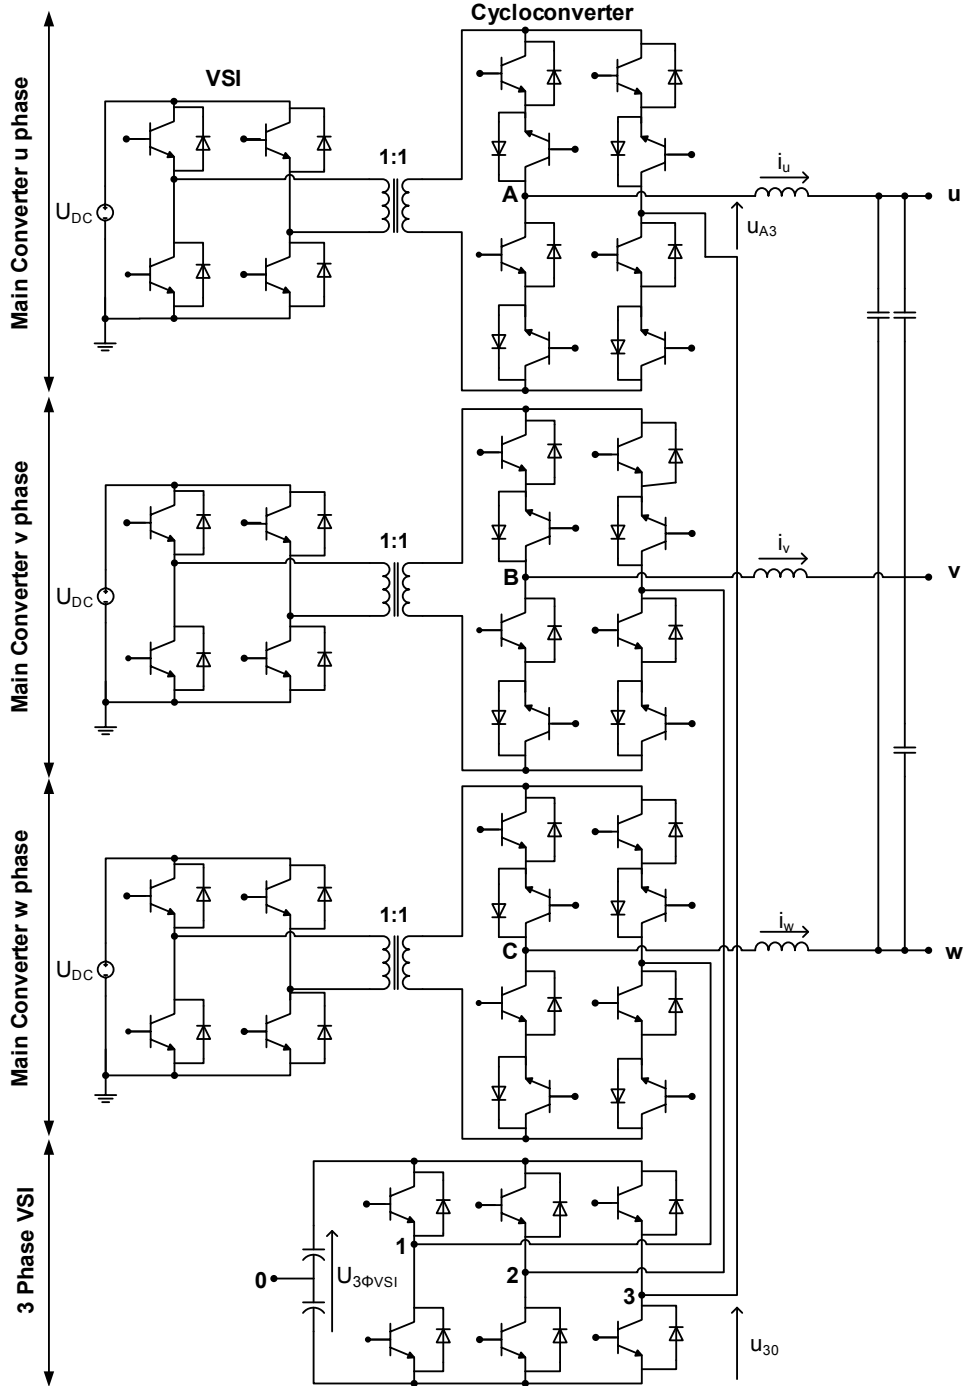 Cycloconverter
VSI
Main Converter u phase
1:1
U_DC
A
i_u
u
u_A3
Main Converter v phase
1:1
U_DC
B
i_v
v
Main Converter w phase
1:1
U_DC
C
i_w
w
3 Phase VSI
1
0
U_3ΦVSI
2
3
u_30